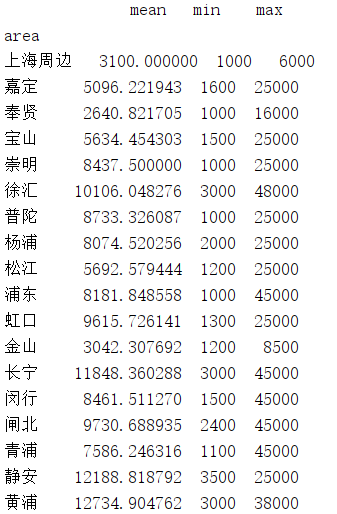 mean min max
area
上海周边 3100.000000 1000 6000
嘉定 5096.221943 1600 25000
奉贤 2640.821705 1000 16000
宝山 5634.454303 1500 25000
崇明 8437.500000 1000 25000
徐汇 10106.048276 3000 48000
普陀 8733.326087 1000 25000
杨浦 8074.520256 2000 25000
松江 5692.579444 1200 25000
浦东 8181.848558 1000 45000
虹口 9615.726141 1300 25000
金山 3042.307692 1200 8500
长宁 11848.360288 3000 45000
闵行 8461.511270 1500 45000
闸北 9730.688935 2400 45000
青浦 7586.246316 1100 45000
静安 12188.818792 3500 25000
黄浦 12734.904762 3000 38000